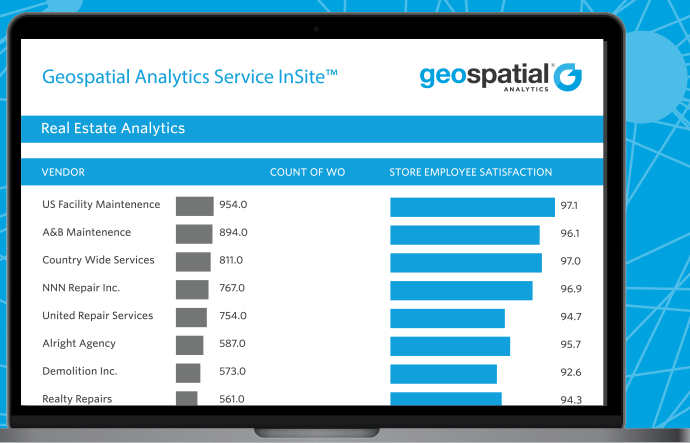 Geospatial Analytics Service InSite™
geospatial®
ANALYTICS
Real Estate Analytics
VENDOR COUNT OF WO STORE EMPLOYEE SATISFACTION
US Facility Maintenence 954.0 97.1
A&B Maintenence 894.0 96.1
Country Wide Services 811.0 97.0
NNN Repair Inc. 767.0 96.9
United Repair Services 754.0 94.7
Alright Agency 587.0 95.7
Demolition Inc. 573.0 92.6
Realty Repairs 561.0 94.3